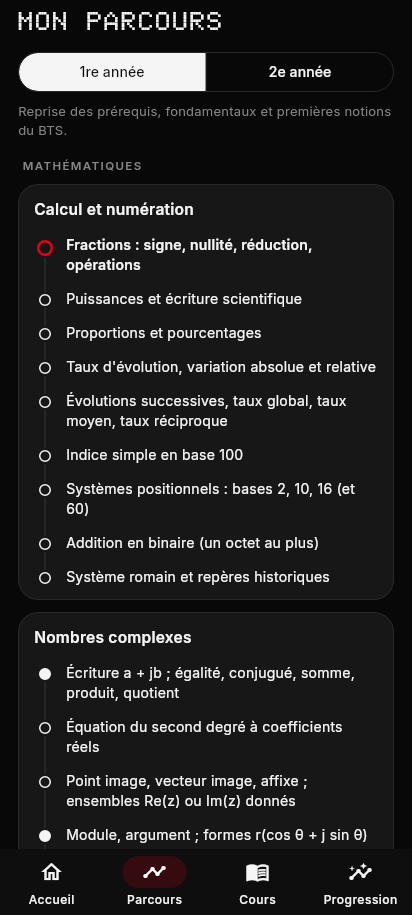 MON PARCOURS
1re année
2e année
Reprise des prérequis, fondamentaux et premières notions
du BTS.
MATHÉMATIQUES
Calcul et numération
Fractions : signe, nullité, réduction,
opérations
Puissances et écriture scientifique
Proportions et pourcentages
Taux d'évolution, variation absolue et relative
Évolutions successives, taux global, taux
moyen, taux réciproque
Indice simple en base 100
Systèmes positionnels : bases 2, 10, 16 (et
60)
Addition en binaire (un octet au plus)
Système romain et repères historiques
Nombres complexes
Écriture a + jb ; égalité, conjugué, somme,
produit, quotient
Équation du second degré à coefficients
réels
Point image, vecteur image, affixe ;
ensembles Re(z) ou Im(z) donnés
Module, argument ; formes r(cos θ + j sin θ)
Accueil
Parcours
Cours
Progression